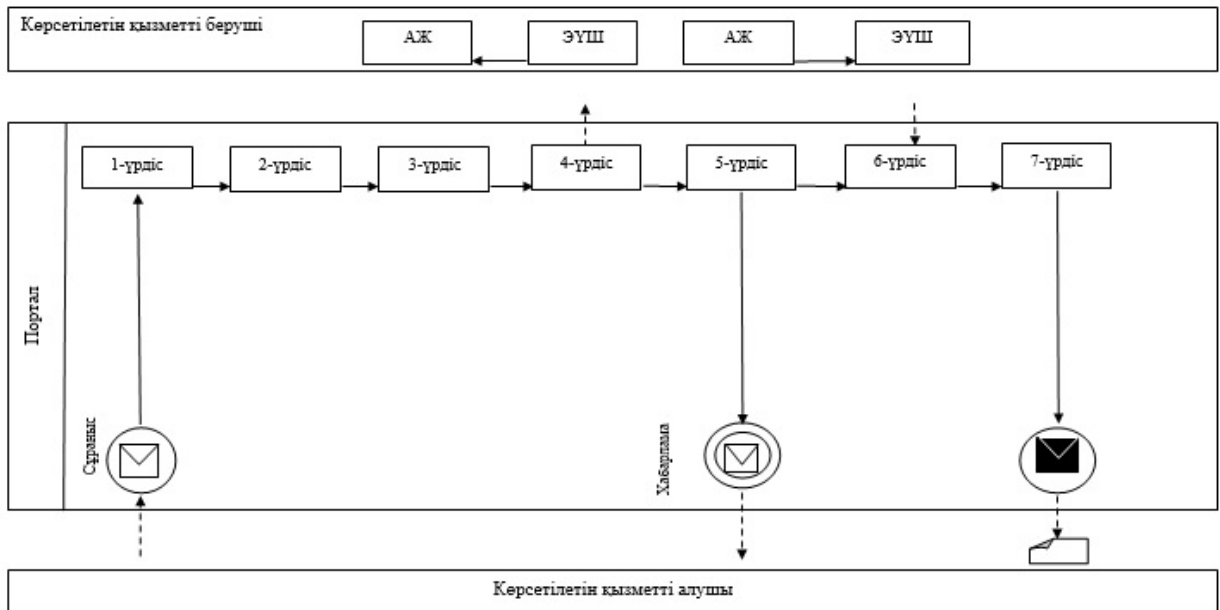 Көрсетілетін қызметті беруші
АЖ
ЭҮШ
АЖ
ЭҮШ
1-үрдіс
2-үрдіс
3-үрдіс
4-үрдіс
5-үрдіс
6-үрдіс
7-үрдіс
Портал
Сұраныс
Хабарлама
Көрсетілетін қызметті алушы